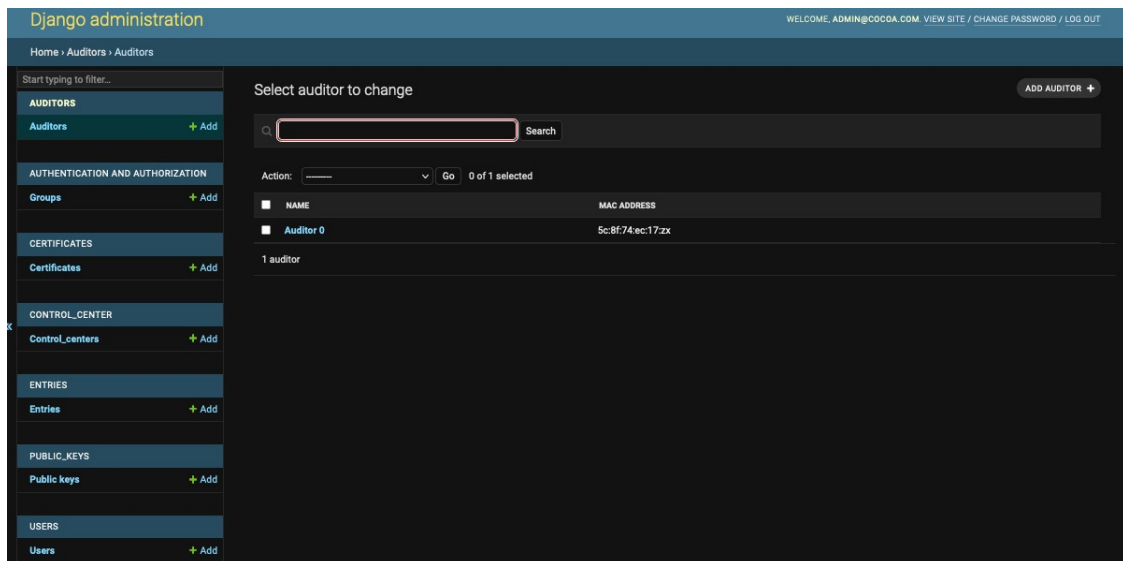 Django administration
WELCOME, ADMIN@COCOA.COM. VIEW SITE / CHANGE PASSWORD / LOG OUT
Home › Auditors › Auditors
Start typing to filter...
AUDITORS
Auditors + Add
AUTHENTICATION AND AUTHORIZATION
Groups + Add
CERTIFICATES
Certificates + Add
CONTROL_CENTER
Control_centers + Add
ENTRIES
Entries + Add
PUBLIC_KEYS
Public keys + Add
USERS
Users + Add
«
Select auditor to change
ADD AUDITOR +
Search
Action: --------- Go 0 of 1 selected
NAME MAC ADDRESS
Auditor 0 5c:8f:74:ec:17:zx
1 auditor